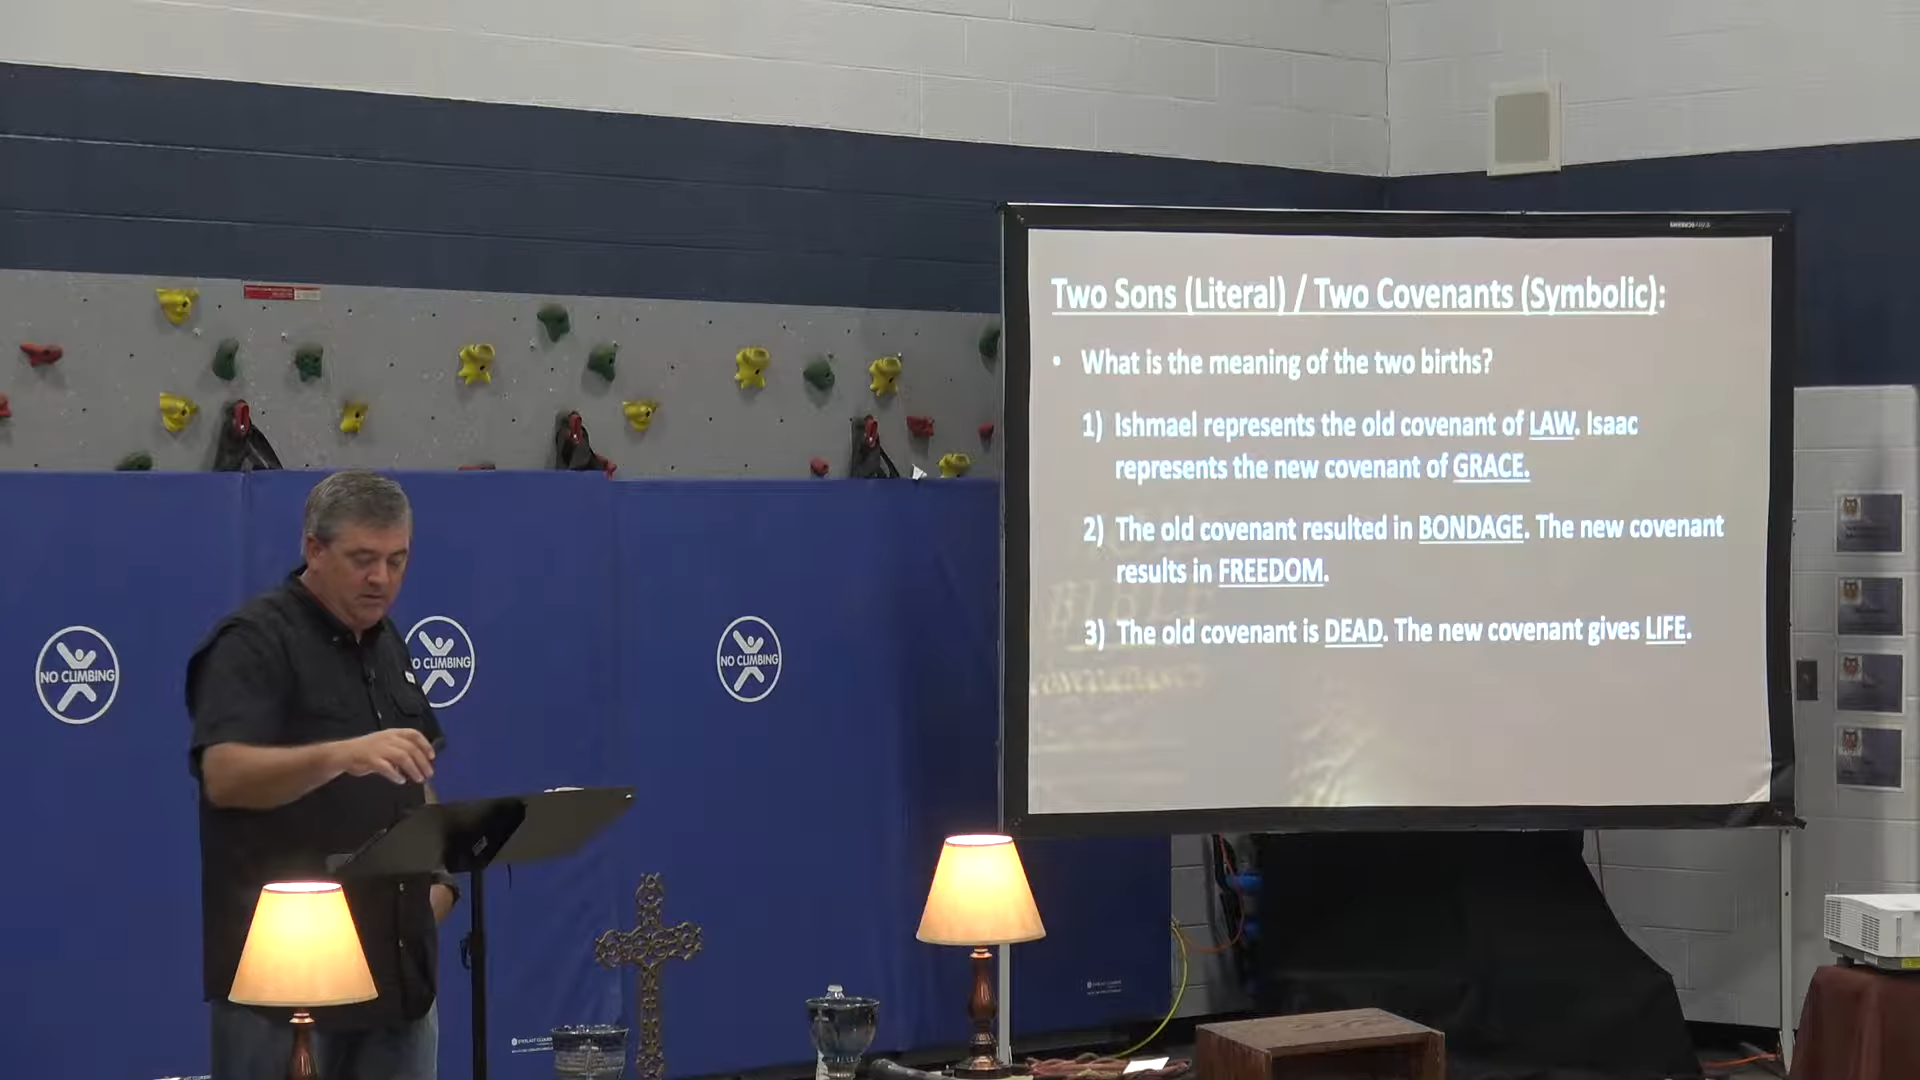 Two Sons (Literal) / Two Covenants (Symbolic):
• What is the meaning of the two births?
1) Ishmael represents the old covenant of LAW. Isaac
represents the new covenant of GRACE.
2) The old covenant resulted in BONDAGE. The new covenant
results in FREEDOM.
3) The old covenant is DEAD. The new covenant gives LIFE.
BIBLE
NO CLIMBING
O CLIMBING
NO CLIMBING